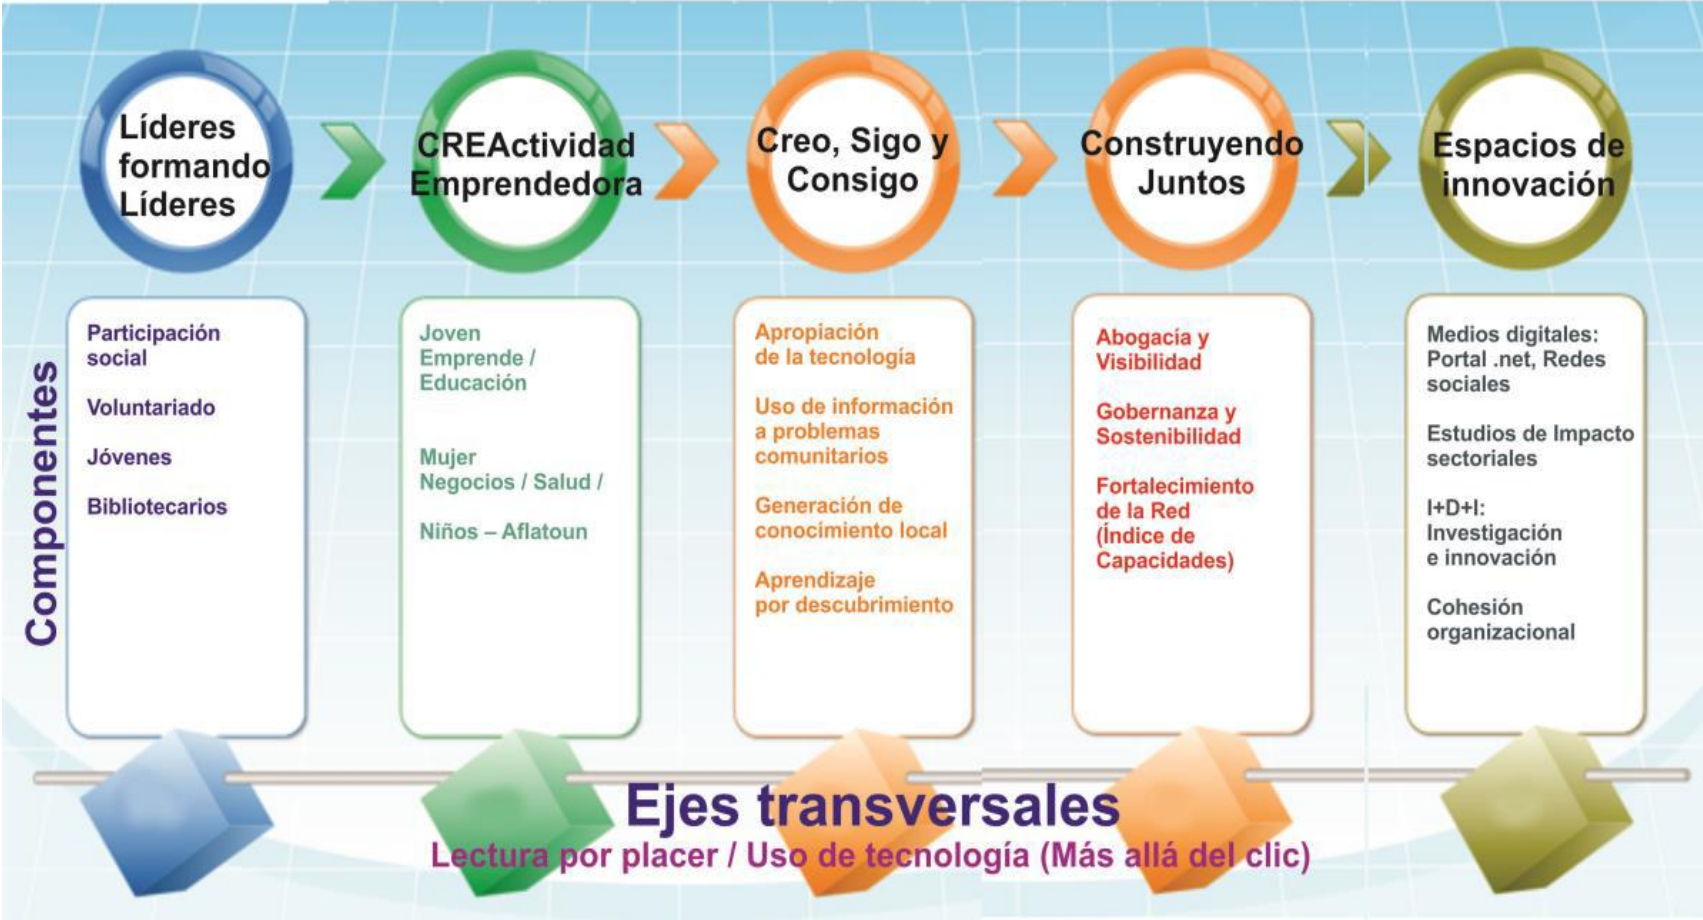 Líderes
formando
Líderes
CREActividad
Emprendedora
Creo, Sigo y
Consigo
Construyendo
Juntos
Espacios de
innovación
Componentes
Participación
social
Voluntariado
Jóvenes
Bibliotecarios
Joven
Emprende /
Educación
Mujer
Negocios / Salud /
Niños – Aflatoun
Apropiación
de la tecnología
Uso de información
a problemas
comunitarios
Generación de
conocimiento local
Aprendizaje
por descubrimiento
Abogacía y
Visibilidad
Gobernanza y
Sostenibilidad
Fortalecimiento
de la Red
(Índice de
Capacidades)
Medios digitales:
Portal .net, Redes
sociales
Estudios de Impacto
sectoriales
I+D+I:
Investigación
e innovación
Cohesión
organizacional
Ejes transversales
Lectura por placer / Uso de tecnología (Más allá del clic)